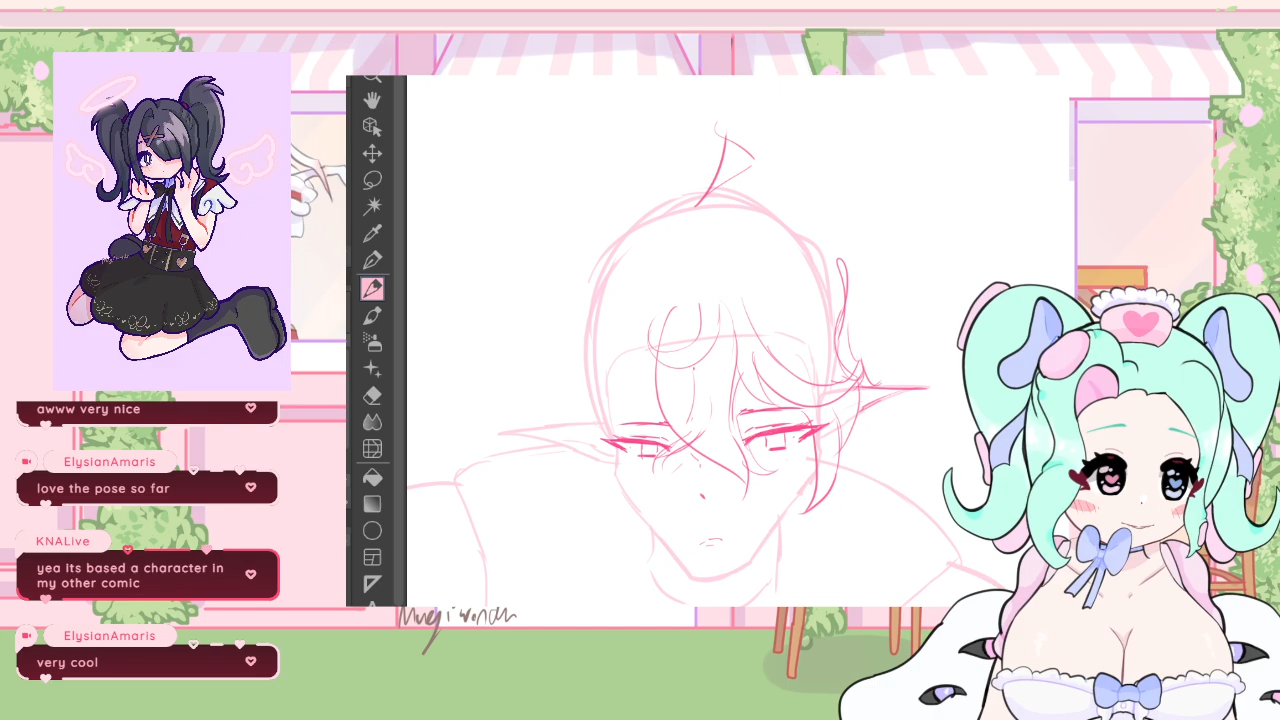 awww very nice
ElysianAmaris
love the pose so far
KNALive
yea its based a character in
my other comic
ElysianAmaris
very cool